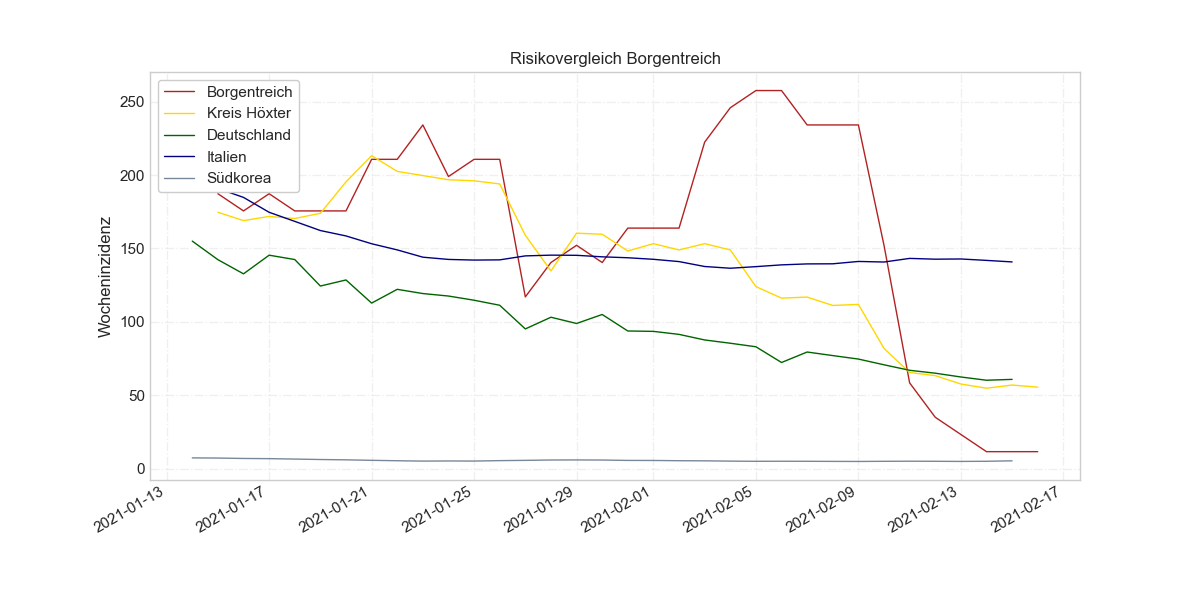 Risikovergleich Borgentreich
Borgentreich
Kreis Höxter
Deutschland
Italien
Südkorea
Wocheninzidenz
250
200
150
100
50
0
2021-01-13
2021-01-17
2021-01-21
2021-01-25
2021-01-29
2021-02-01
2021-02-05
2021-02-09
2021-02-13
2021-02-17